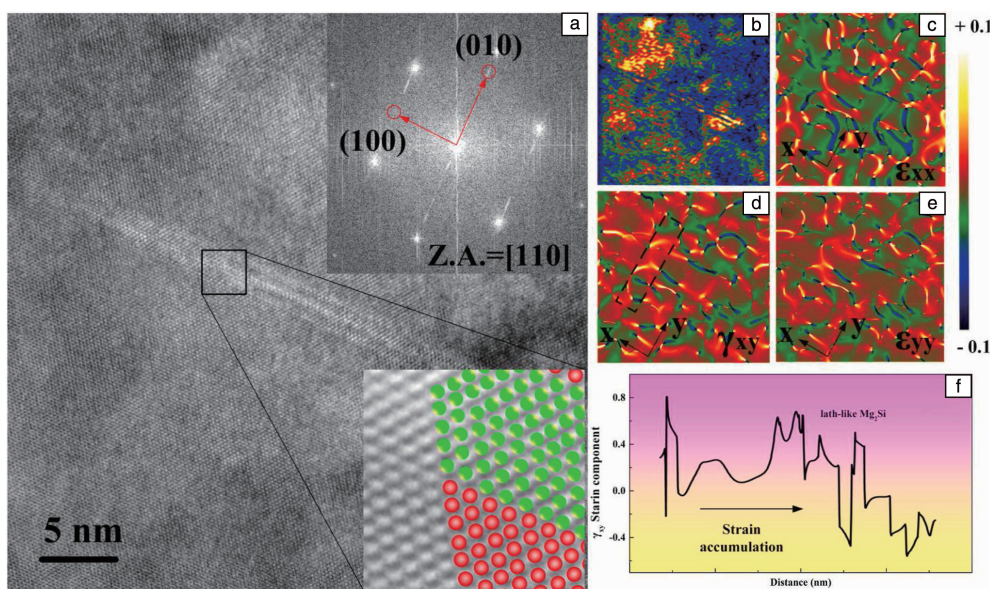 a
(010)
(100)
Z.A.=[110]
5 nm
b
c
+ 0.1
x
y
εxx
d
e
x
y
γxy
x
y
εyy
- 0.1
f
0.8
lath-like Mg₂Si
0.4
0.0
-0.4
γxy Starin component
Strain
accumulation
Distance (nm)